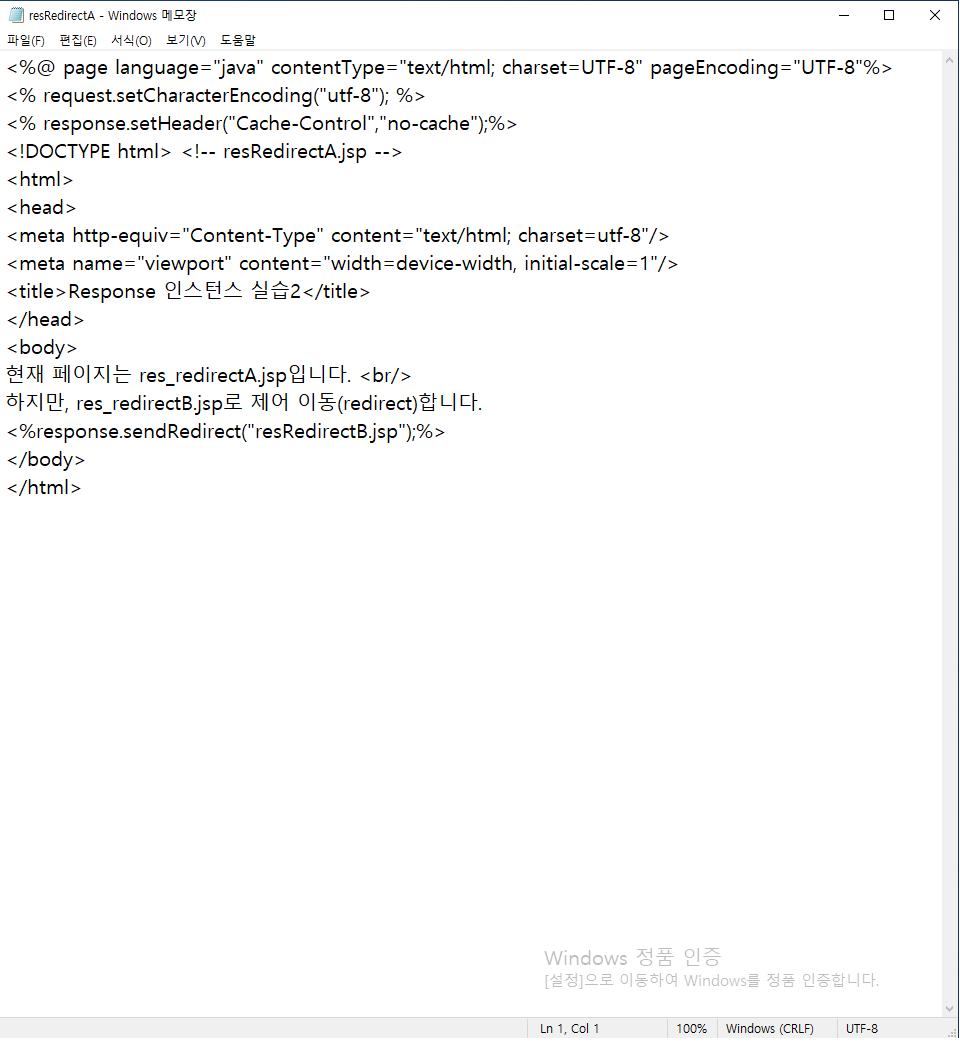 resRedirectA - Windows 메모장
파일(F) 편집(E) 서식(O) 보기(V) 도움말
<%@ page language="java" contentType="text/html; charset=UTF-8" pageEncoding="UTF-8"%>
<% request.setCharacterEncoding("utf-8"); %>
<% response.setHeader("Cache-Control","no-cache");%>
<!DOCTYPE html> <!-- resRedirectA.jsp -->
<html>
<head>
<meta http-equiv="Content-Type" content="text/html; charset=utf-8"/>
<meta name="viewport" content="width=device-width, initial-scale=1"/>
<title>Response 인스턴스 실습2</title>
</head>
<body>
현재 페이지는 res_redirectA.jsp입니다. <br/>
하지만, res_redirectB.jsp로 제어 이동(redirect)합니다.
<%response.sendRedirect("resRedirectB.jsp");%>
</body>
</html>
Windows 정품 인증
[설정]으로 이동하여 Windows를 정품 인증합니다.
Ln 1, Col 1 100% Windows (CRLF) UTF-8